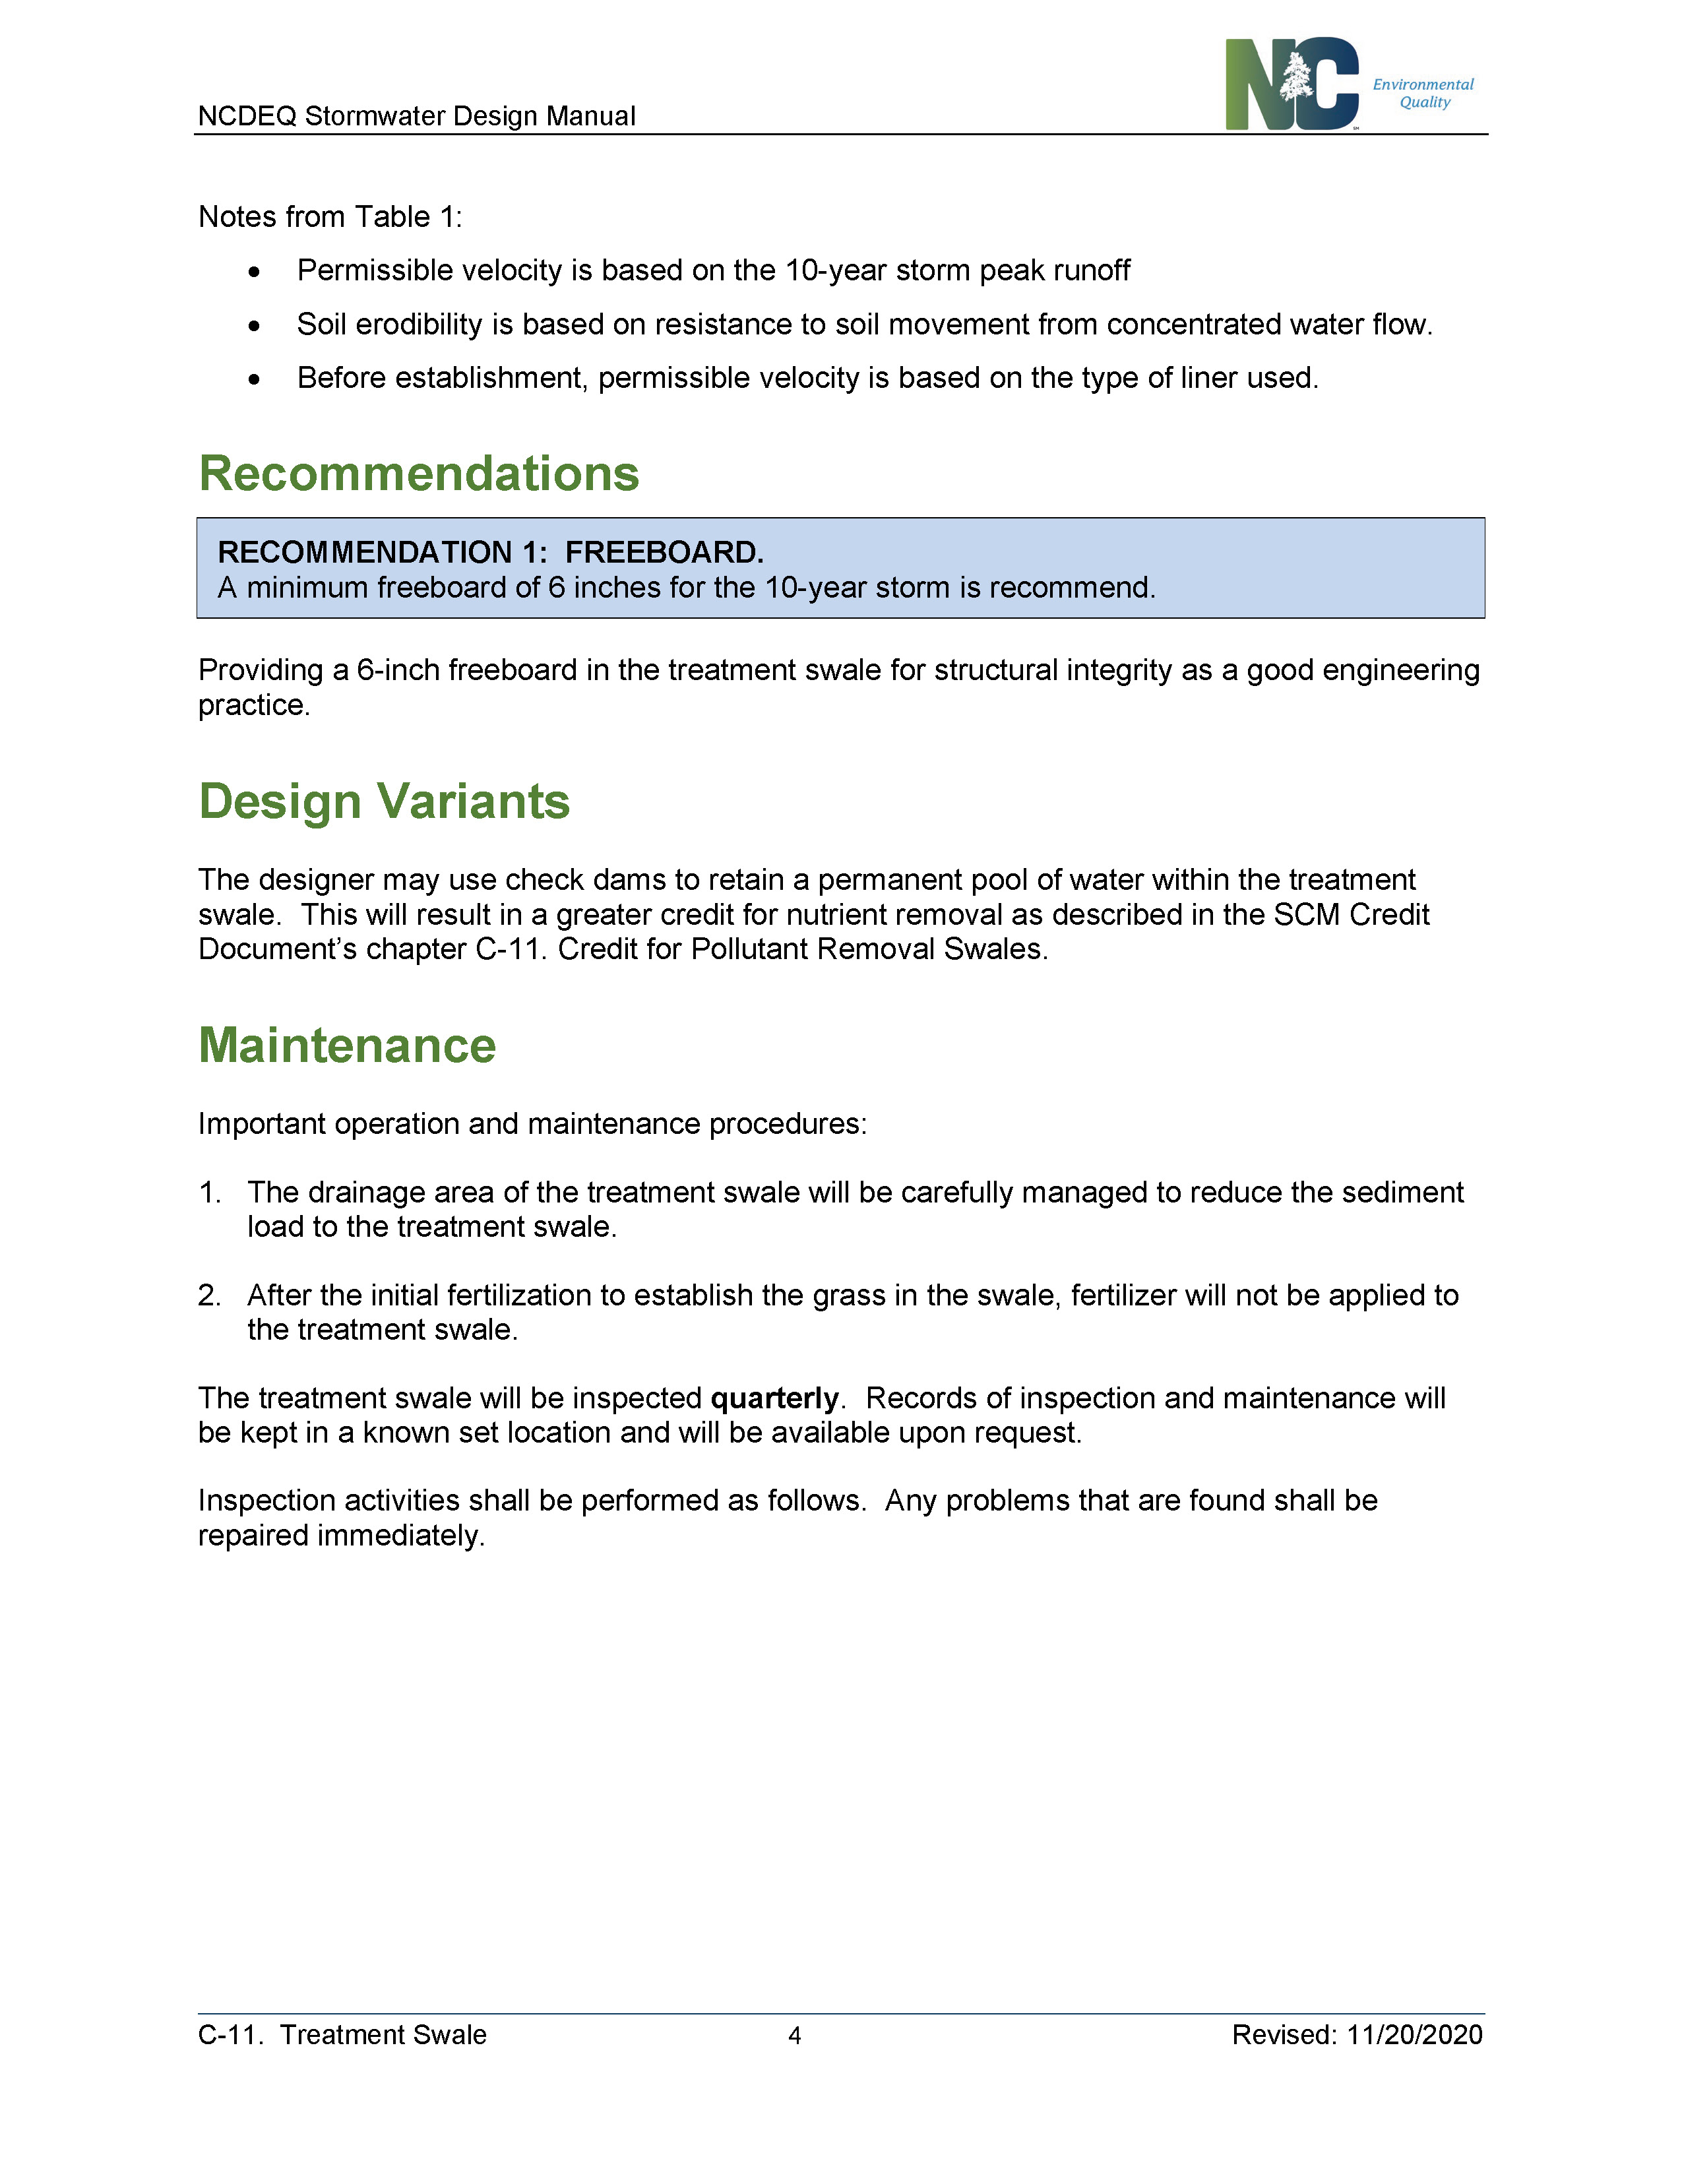 NCDEQ Stormwater Design Manual
NC
Environmental
Quality
Notes from Table 1:
• Permissible velocity is based on the 10-year storm peak runoff
• Soil erodibility is based on resistance to soil movement from concentrated water flow.
• Before establishment, permissible velocity is based on the type of liner used.
Recommendations
RECOMMENDATION 1:  FREEBOARD.
A minimum freeboard of 6 inches for the 10-year storm is recommend.
Providing a 6-inch freeboard in the treatment swale for structural integrity as a good engineering
practice.
Design Variants
The designer may use check dams to retain a permanent pool of water within the treatment
swale.  This will result in a greater credit for nutrient removal as described in the SCM Credit
Document’s chapter C-11. Credit for Pollutant Removal Swales.
Maintenance
Important operation and maintenance procedures:
1. The drainage area of the treatment swale will be carefully managed to reduce the sediment
load to the treatment swale.
2. After the initial fertilization to establish the grass in the swale, fertilizer will not be applied to
the treatment swale.
The treatment swale will be inspected quarterly.  Records of inspection and maintenance will
be kept in a known set location and will be available upon request.
Inspection activities shall be performed as follows.  Any problems that are found shall be
repaired immediately.
C-11.  Treatment Swale 4 Revised: 11/20/2020